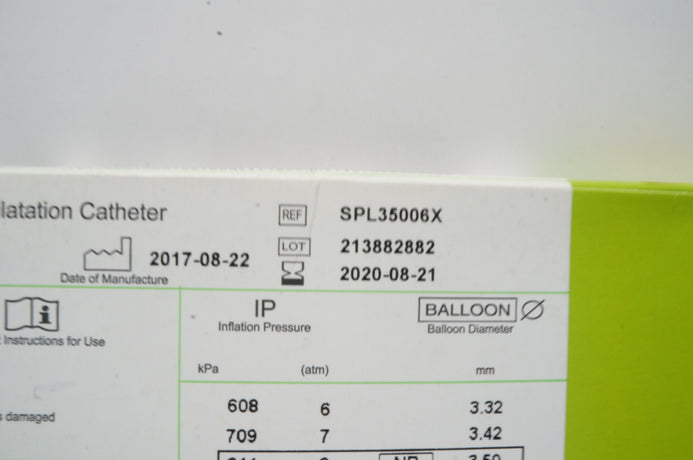 latation Catheter
REF SPL35006X
LOT 213882882
2017-08-22
2020-08-21
Date of Manufacture
IP
BALLOON
Inflation Pressure
Balloon Diameter
Instructions for Use
kPa (atm) mm
608 6 3.32
s damaged
709 7 3.42